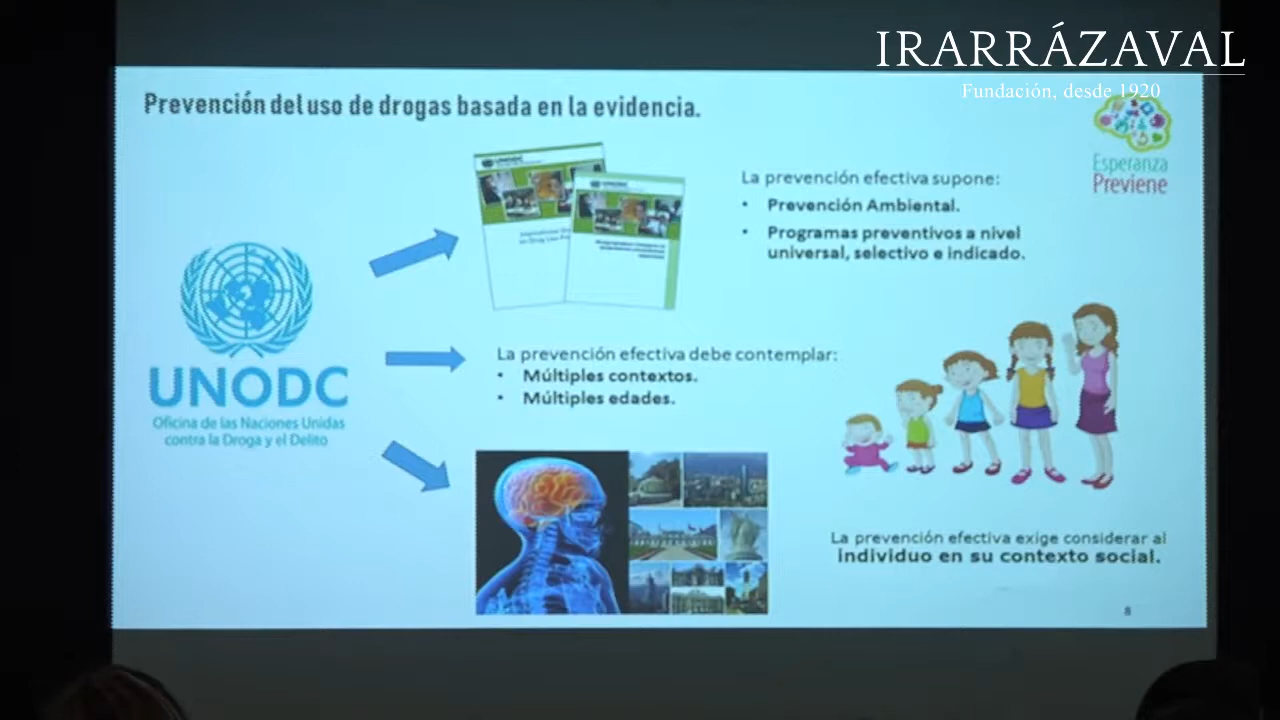 IRARRÁZAVAL
Fundación, desde 1920
Prevención del uso de drogas basada en la evidencia.
Esperanza
Previene
UNODC
UNODC
La prevención efectiva supone:
• Prevención Ambiental.
• Programas preventivos a nivel
universal, selectivo e indicado.
UNODC
Oficina de las Naciones Unidas
contra la Droga y el Delito
La prevención efectiva debe contemplar:
• Múltiples contextos.
• Múltiples edades.
La prevención efectiva exige considerar al
individuo en su contexto social.
8